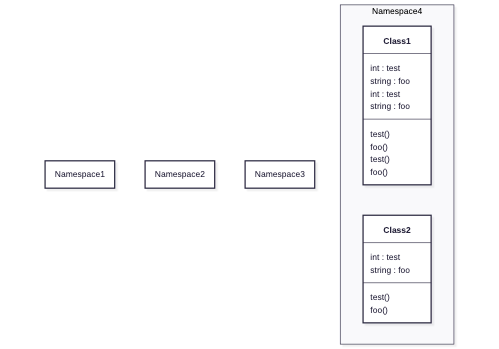 Namespace4
Class1
int : test
string : foo
int : test
string : foo
test()
foo()
test()
foo()
Namespace1
Namespace2
Namespace3
Class2
int : test
string : foo
test()
foo()